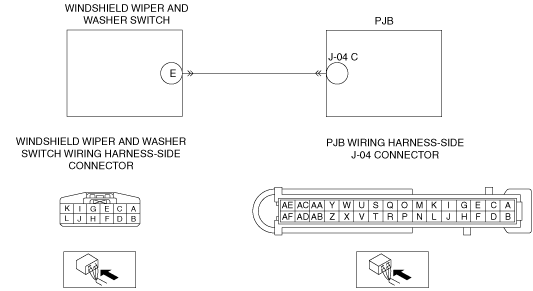 WINDSHIELD WIPER AND
WASHER SWITCH
PJB
E
J-04 C
WINDSHIELD WIPER AND WASHER
SWITCH WIRING HARNESS-SIDE
CONNECTOR
PJB WIRING HARNESS-SIDE
J-04 CONNECTOR
K I G E C A
L J H F D B
AE AC AA Y W U S Q O M K I G E C A
AF AD AB Z X V T R P N L J H F D B